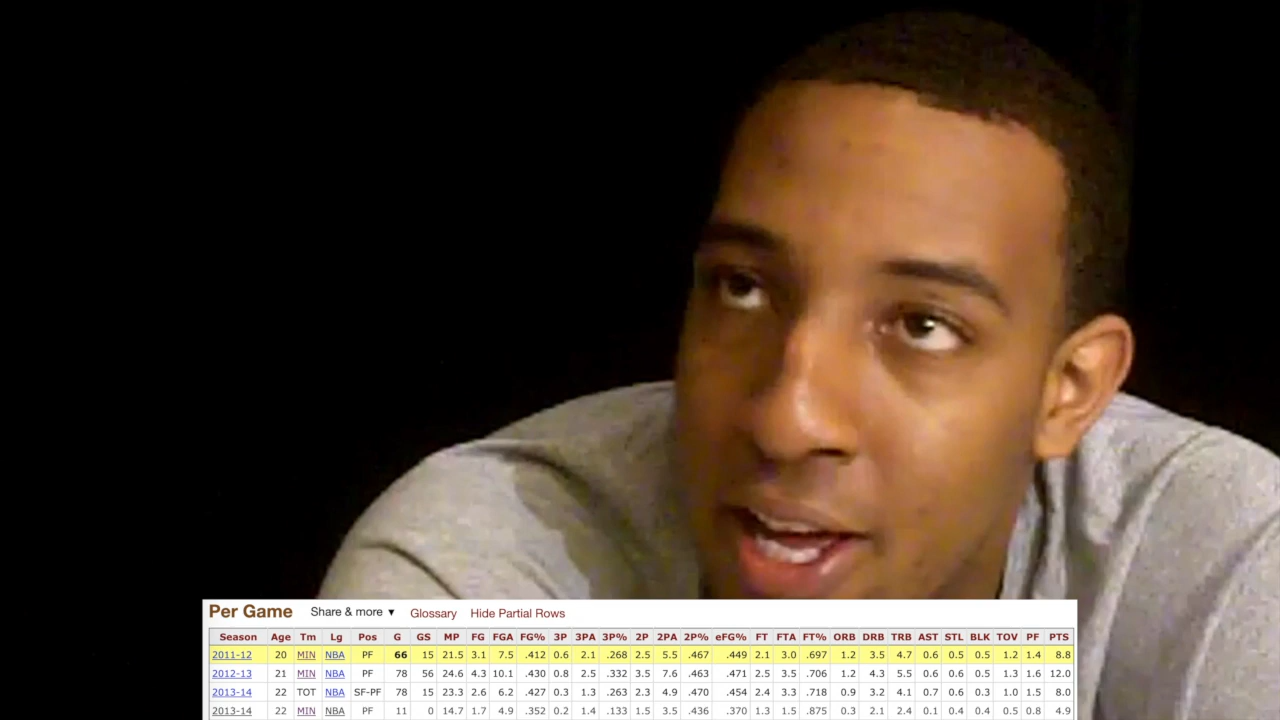 Per Game Share & more ▼ Glossary Hide Partial Rows
Season Age Tm Lg Pos G GS MP FG FGA FG% 3P 3PA 3P% 2P 2PA 2P% eFG% FT FTA FT% ORB DRB TRB AST STL BLK TOV PF PTS
2011-12 20 MIN NBA PF 66 15 21.5 3.1 7.5 .412 0.6 2.1 .268 2.5 5.5 .467 .449 2.1 3.0 .697 1.2 3.5 4.7 0.6 0.5 0.5 1.2 1.4 8.8
2012-13 21 MIN NBA PF 78 56 24.6 4.3 10.1 .430 0.8 2.5 .332 3.5 7.6 .463 .471 2.5 3.5 .706 1.2 4.3 5.5 0.7 0.6 0.5 1.3 1.6 12.0
2013-14 22 TOT NBA SF-PF 78 15 23.3 2.6 6.2 .427 0.3 1.3 .263 2.3 4.9 .470 .454 2.4 3.3 .718 0.9 3.2 4.1 0.7 0.6 0.3 1.0 1.5 8.0
2013-14 22 MIN NBA PF 11 0 14.7 1.7 4.9 .352 0.2 1.4 .133 1.5 3.5 .436 .370 1.3 1.5 .875 0.3 2.1 2.4 0.1 0.4 0.4 0.5 0.8 4.9